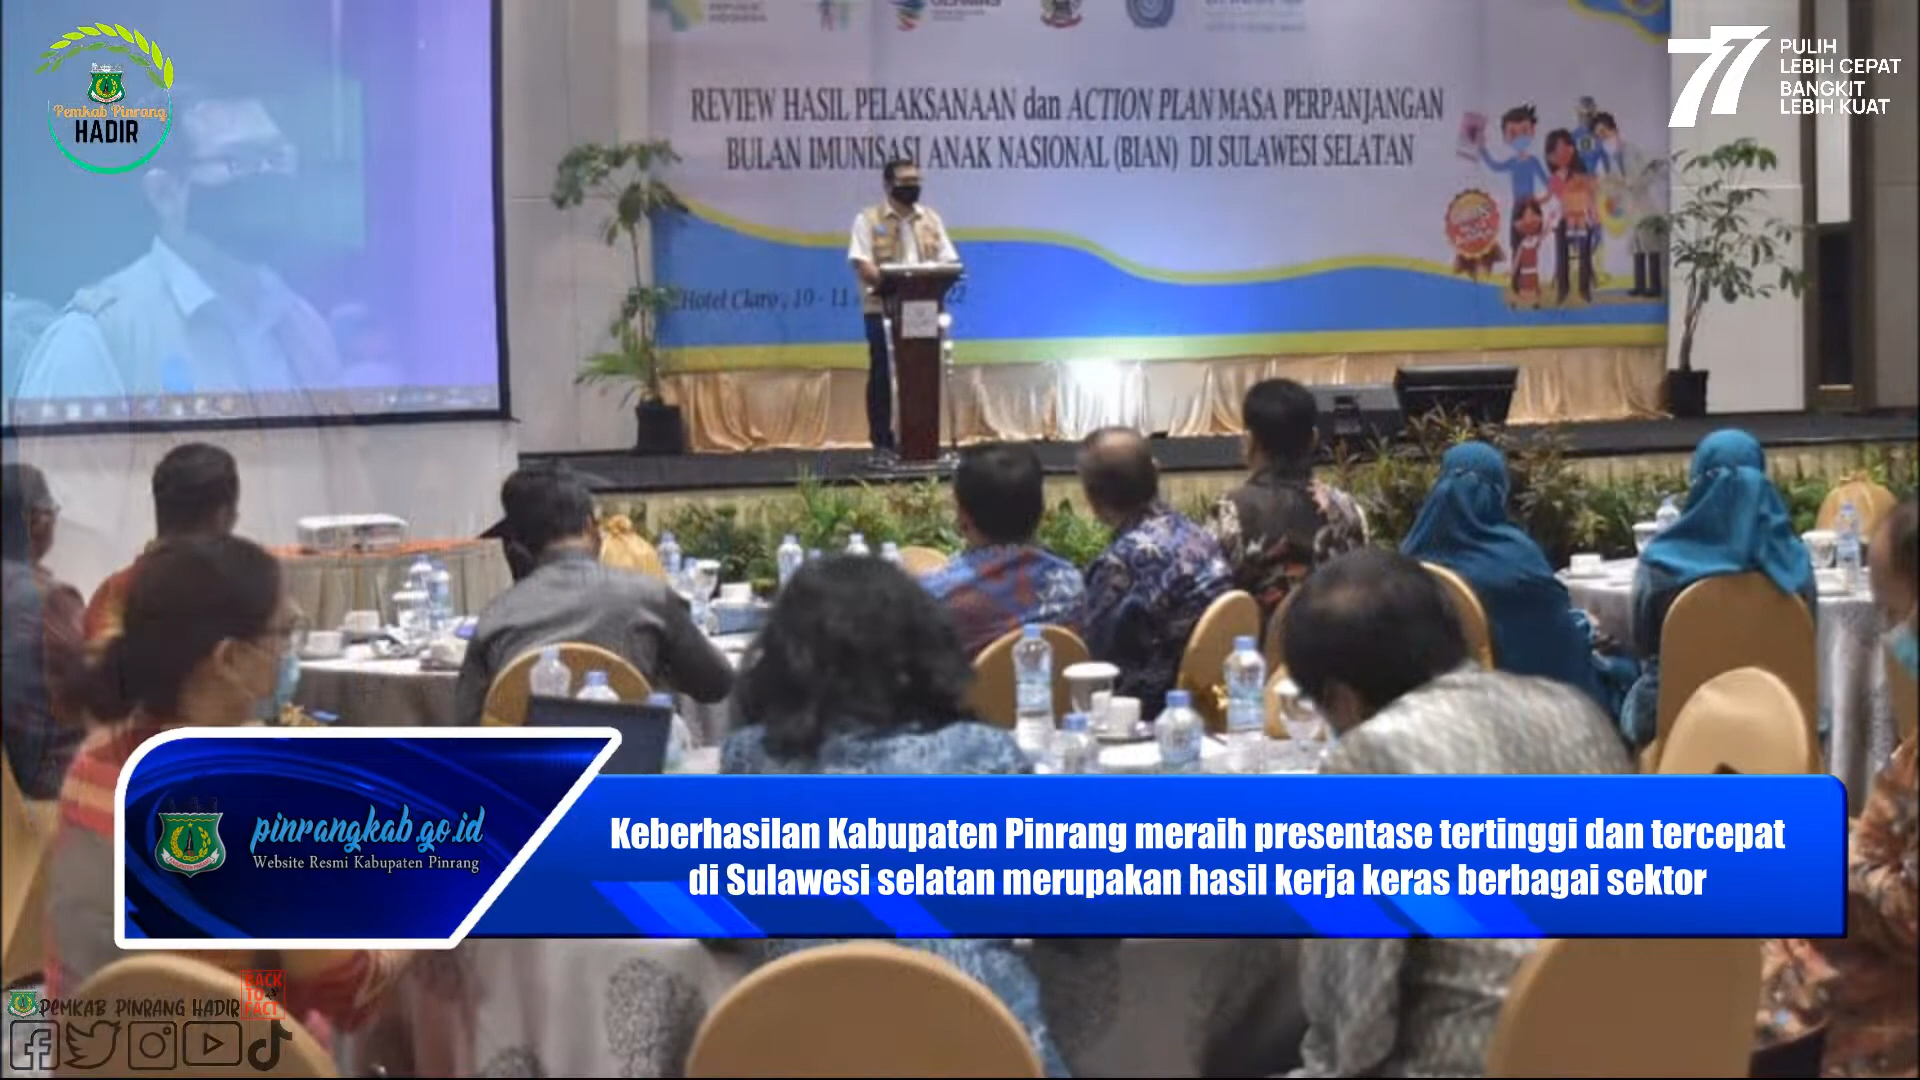 Pemkab Pinrang
HADIR
77
PULIH
LEBIH CEPAT
BANGKIT
LEBIH KUAT
REVIEW HASIL PELAKSANAAN dan ACTION PLAN MASA PERPANJANGAN
BULAN IMUNISASI ANAK NASIONAL (BIAN) DI SULAWESI SELATAN
Hotel Claro, 10 - 11
pinrangkab.go.id
Website Resmi Kabupaten Pinrang
Keberhasilan Kabupaten Pinrang meraih presentase tertinggi dan tercepat
di Sulawesi selatan merupakan hasil kerja keras berbagai sektor
PEMKAB PINRANG HADIR
BACK
TO
FACT